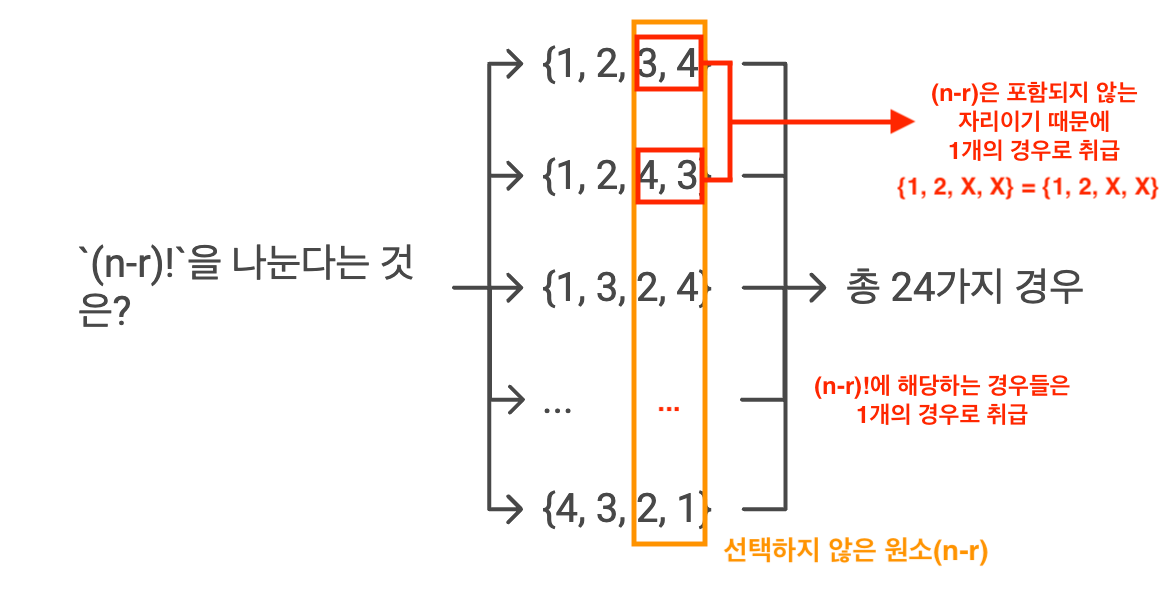 `(n-r)!`을 나눈다는 것
은?
{1, 2, 3, 4}
{1, 2, 4, 3}
{1, 3, 2, 4}
... ...
{4, 3, 2, 1}
선택하지 않은 원소(n-r)
(n-r)은 포함되지 않는
자리이기 때문에
1개의 경우로 취급
{1, 2, X, X} = {1, 2, X, X}
총 24가지 경우
(n-r)!에 해당하는 경우들은
1개의 경우로 취급